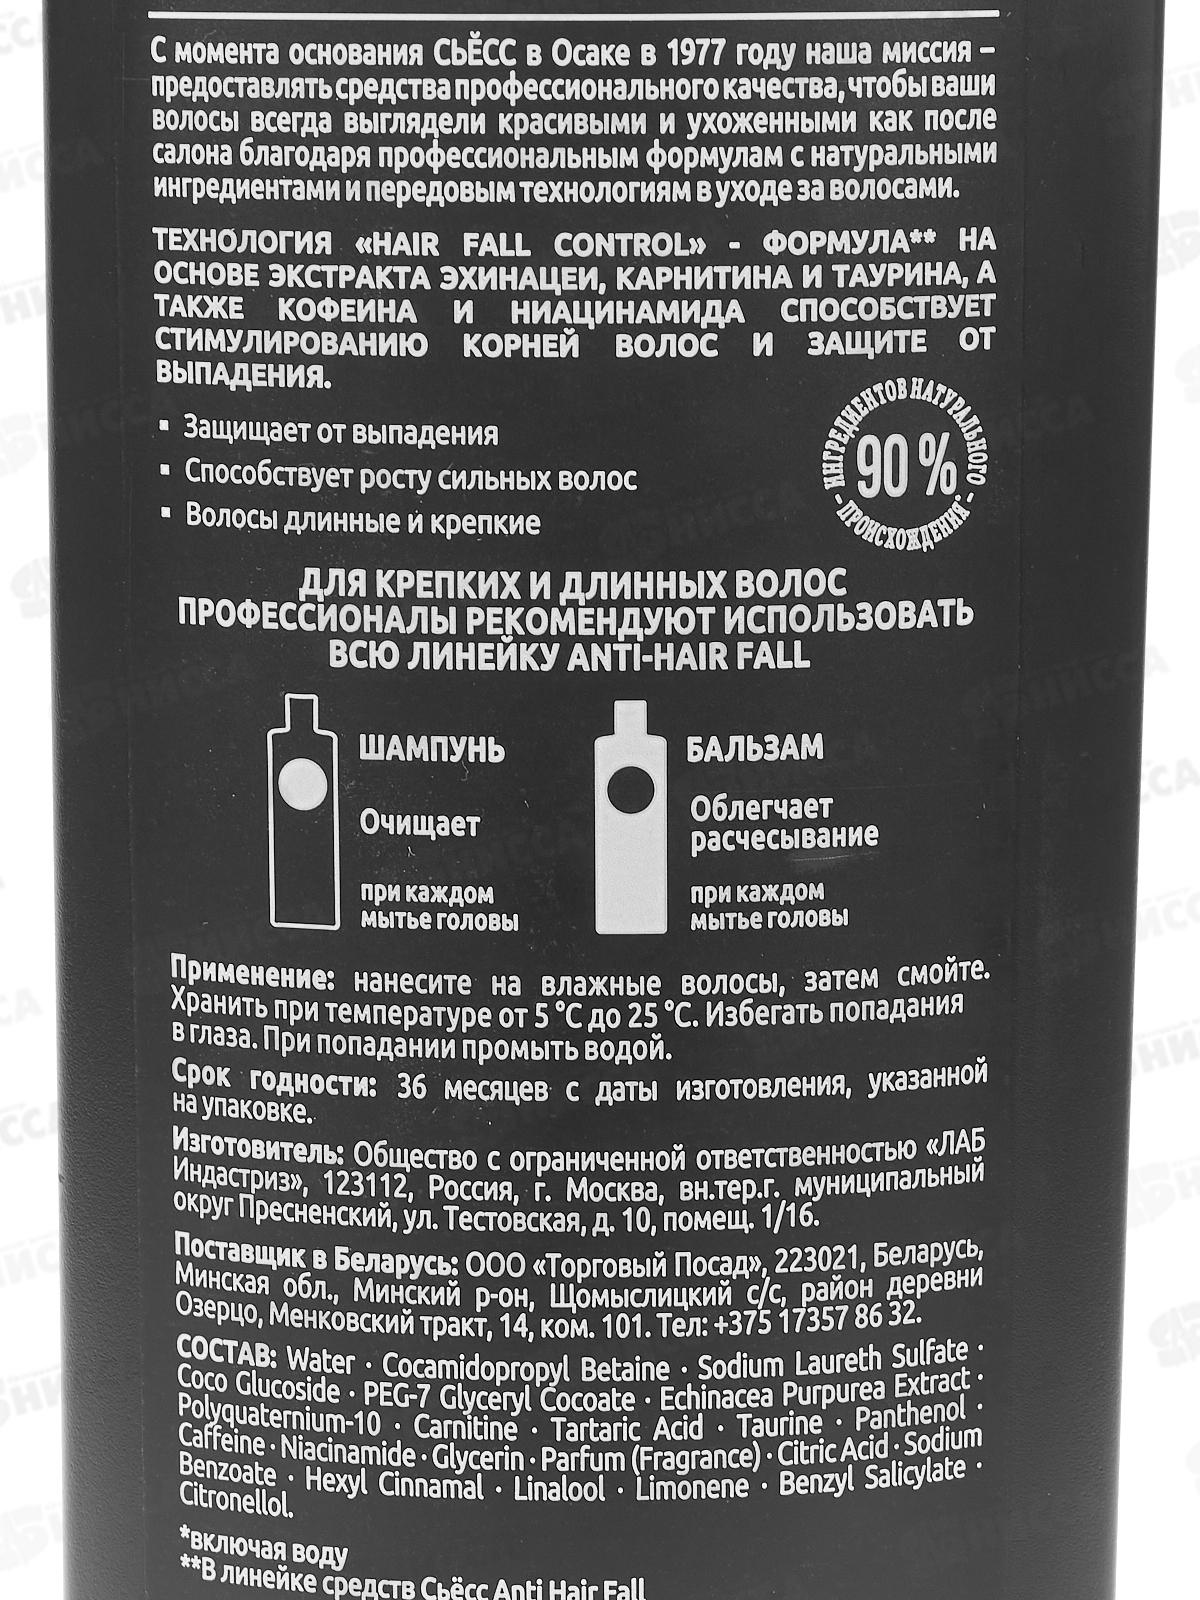 С момента основания СЬЁСС в Осаке в 1977 году наша миссия –
предоставлять средства профессионального качества, чтобы ваши
волосы всегда выглядели красивыми и ухоженными как после
салона благодаря профессиональным формулам с натуральными
ингредиентами и передовым технологиям в уходе за волосами.
ТЕХНОЛОГИЯ «HAIR FALL CONTROL» - ФОРМУЛА** НА
ОСНОВЕ ЭКСТРАКТА ЭХИНАЦЕИ, КАРНИТИНА И ТАУРИНА, А
ТАКЖЕ КОФЕИНА И НИАЦИНАМИДА СПОСОБСТВУЕТ
СТИМУЛИРОВАНИЮ КОРНЕЙ ВОЛОС И ЗАЩИТЕ ОТ
ВЫПАДЕНИЯ.
▪ Защищает от выпадения
▪ Способствует росту сильных волос
▪ Волосы длинные и крепкие
ИНГРЕДИЕНТОВ НАТУРАЛЬНОГО
90 %
- ПРОИСХОЖДЕНИЯ* -
ДЛЯ КРЕПКИХ И ДЛИННЫХ ВОЛОС
ПРОФЕССИОНАЛЫ РЕКОМЕНДУЮТ ИСПОЛЬЗОВАТЬ
ВСЮ ЛИНЕЙКУ ANTI-HAIR FALL
ШАМПУНЬ
Очищает
при каждом
мытье головы
БАЛЬЗАМ
Облегчает
расчесывание
при каждом
мытье головы
Применение: нанесите на влажные волосы, затем смойте.
Хранить при температуре от 5 °C до 25 °C. Избегать попадания
в глаза. При попадании промыть водой.
Срок годности: 36 месяцев с даты изготовления, указанной
на упаковке.
Изготовитель: Общество с ограниченной ответственностью «ЛАБ
Индастриз», 123112, Россия, г. Москва, вн.тер.г. муниципальный
округ Пресненский, ул. Тестовская, д. 10, помещ. 1/16.
Поставщик в Беларусь: ООО «Торговый Посад», 223021, Беларусь,
Минская обл., Минский р-он, Щомыслицкий с/с, район деревни
Озерцо, Менковский тракт, 14, ком. 101. Тел: +375 17357 86 32.
СОСТАВ: Water · Cocamidopropyl Betaine · Sodium Laureth Sulfate ·
Coco Glucoside · PEG-7 Glyceryl Cocoate · Echinacea Purpurea Extract ·
Polyquaternium-10 · Carnitine · Tartaric Acid · Taurine · Panthenol ·
Caffeine · Niacinamide · Glycerin · Parfum (Fragrance) · Citric Acid · Sodium
Benzoate · Hexyl Cinnamal · Linalool · Limonene · Benzyl Salicylate ·
Citronellol.
*включая воду
**В линейке средств Сьёсс Anti Hair Fall